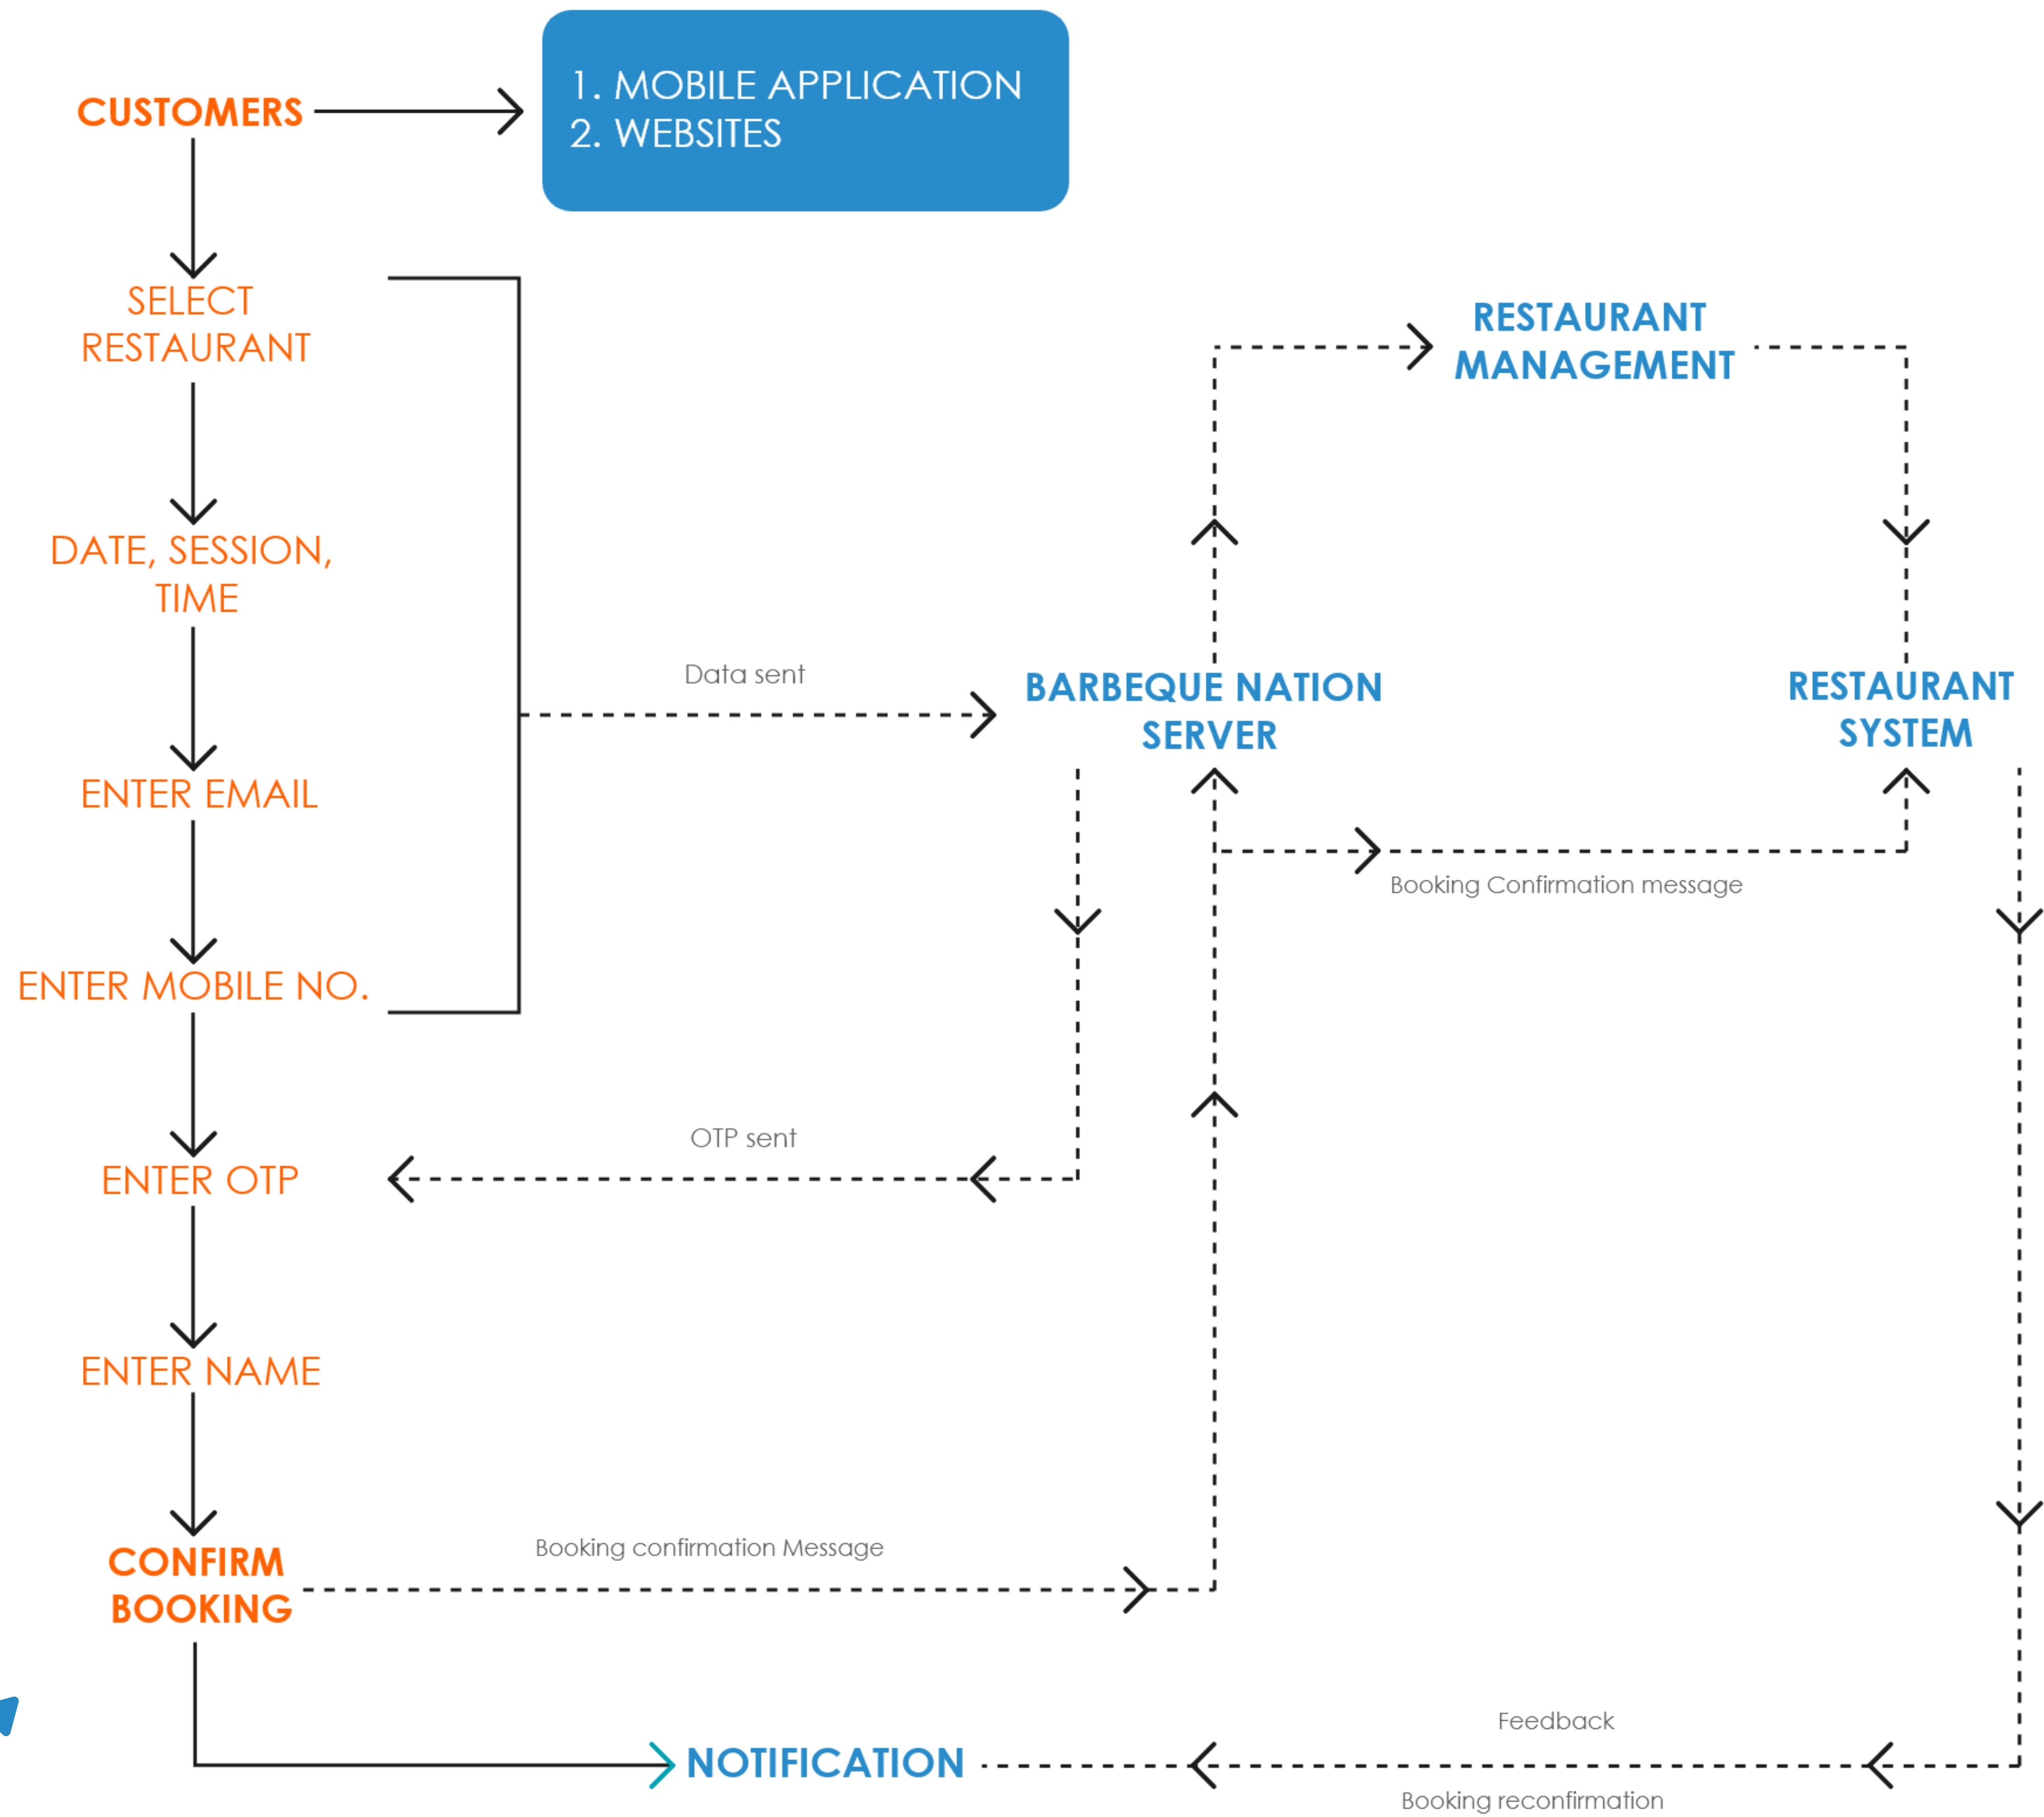 CUSTOMERS
1. MOBILE APPLICATION
2. WEBSITES
SELECT
RESTAURANT
DATE, SESSION,
TIME
ENTER EMAIL
ENTER MOBILE NO.
ENTER OTP
ENTER NAME
CONFIRM
BOOKING
Data sent
OTP sent
Booking confirmation Message
BARBEQUE NATION
SERVER
RESTAURANT
MANAGEMENT
RESTAURANT
SYSTEM
Booking Confirmation message
NOTIFICATION
Feedback
Booking reconfirmation